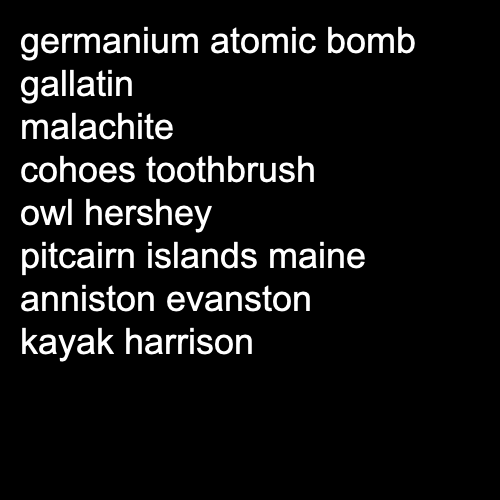 germanium atomic bomb
gallatin
malachite
cohoes toothbrush
owl hershey
pitcairn islands maine
anniston evanston
kayak harrison